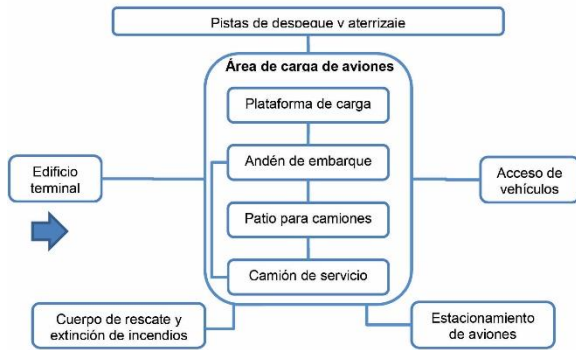 Pistas de despegue y aterrizaje
Área de carga de aviones
Plataforma de carga
Edificio
terminal
Andén de embarque
Acceso de
vehículos
Patio para camiones
Camión de servicio
Cuerpo de rescate y
extinción de incendios
Estacionamiento
de aviones